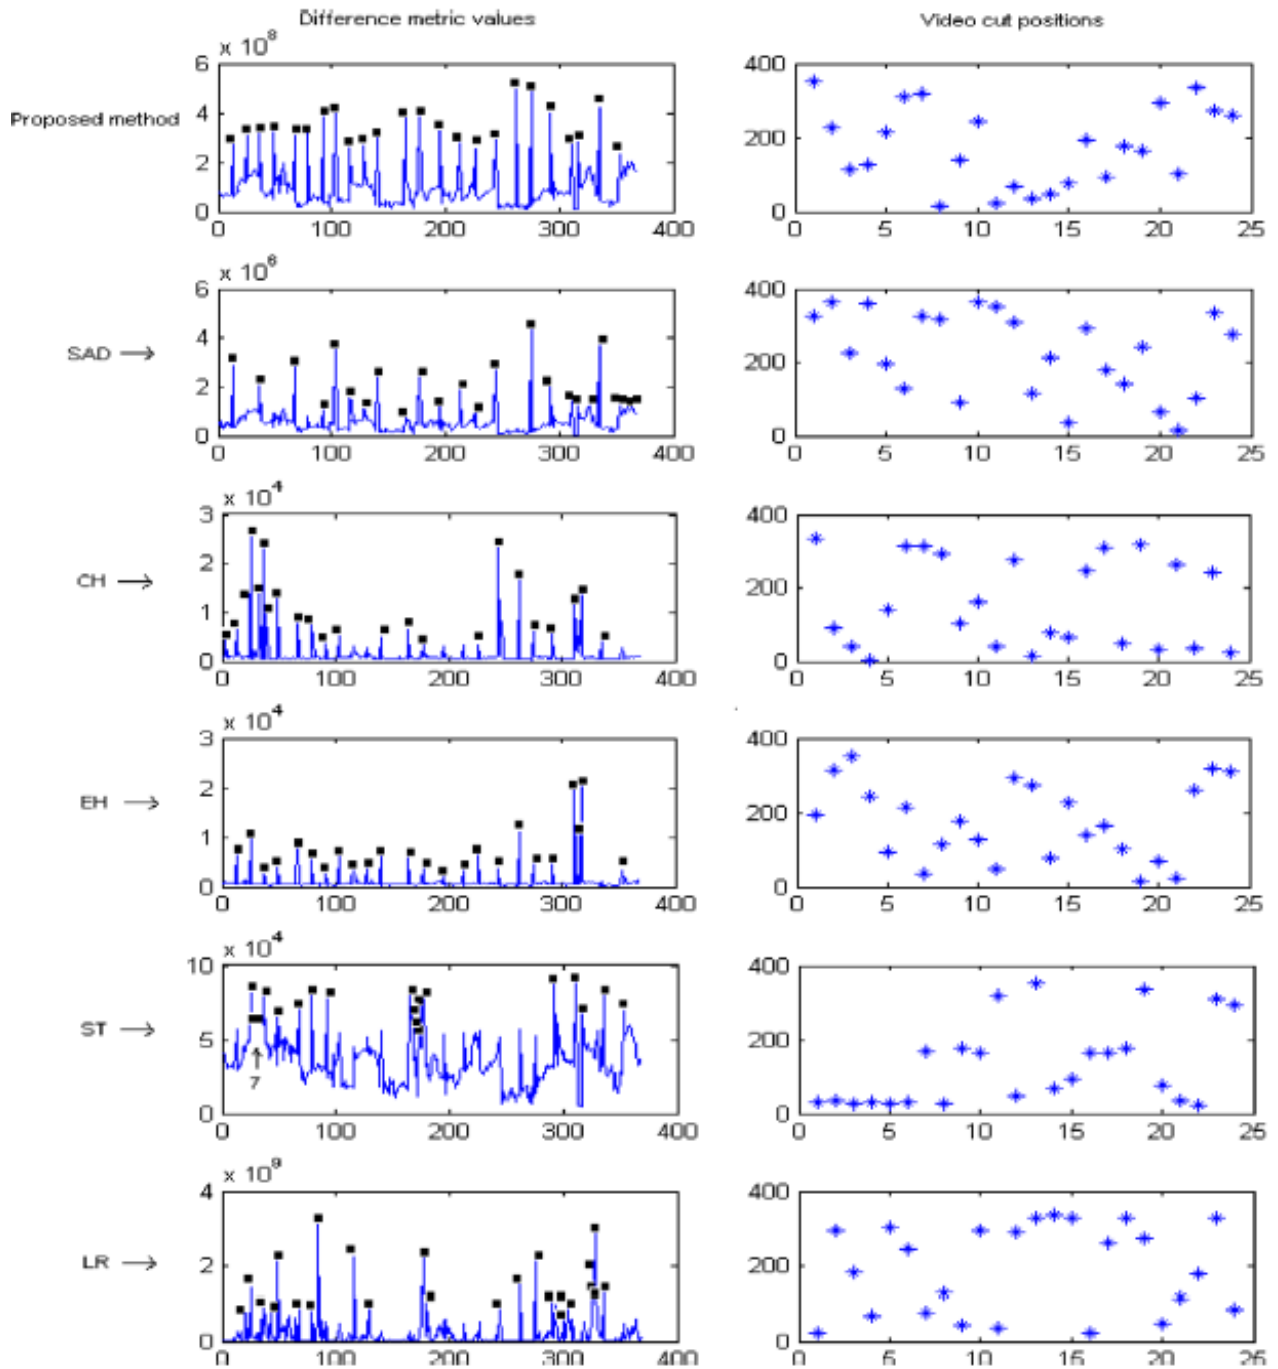 Difference metric values Video cut positions
x 10^8
6
4
2
0
0 100 200 300 400
Proposed method
400
200
0
0 5 10 15 20 25
x 10^6
6
4
2
0
0 100 200 300 400
SAD →
400
200
0
0 5 10 15 20 25
x 10^4
3
2
1
0
0 100 200 300 400
CH →
400
200
0
0 5 10 15 20 25
x 10^4
3
2
1
0
0 100 200 300 400
EH →
400
200
0
0 5 10 15 20 25
x 10^4
10
5
0
0 100 200 300 400
ST →
7
400
200
0
0 5 10 15 20 25
x 10^9
4
2
0
0 100 200 300 400
LR →
400
200
0
0 5 10 15 20 25